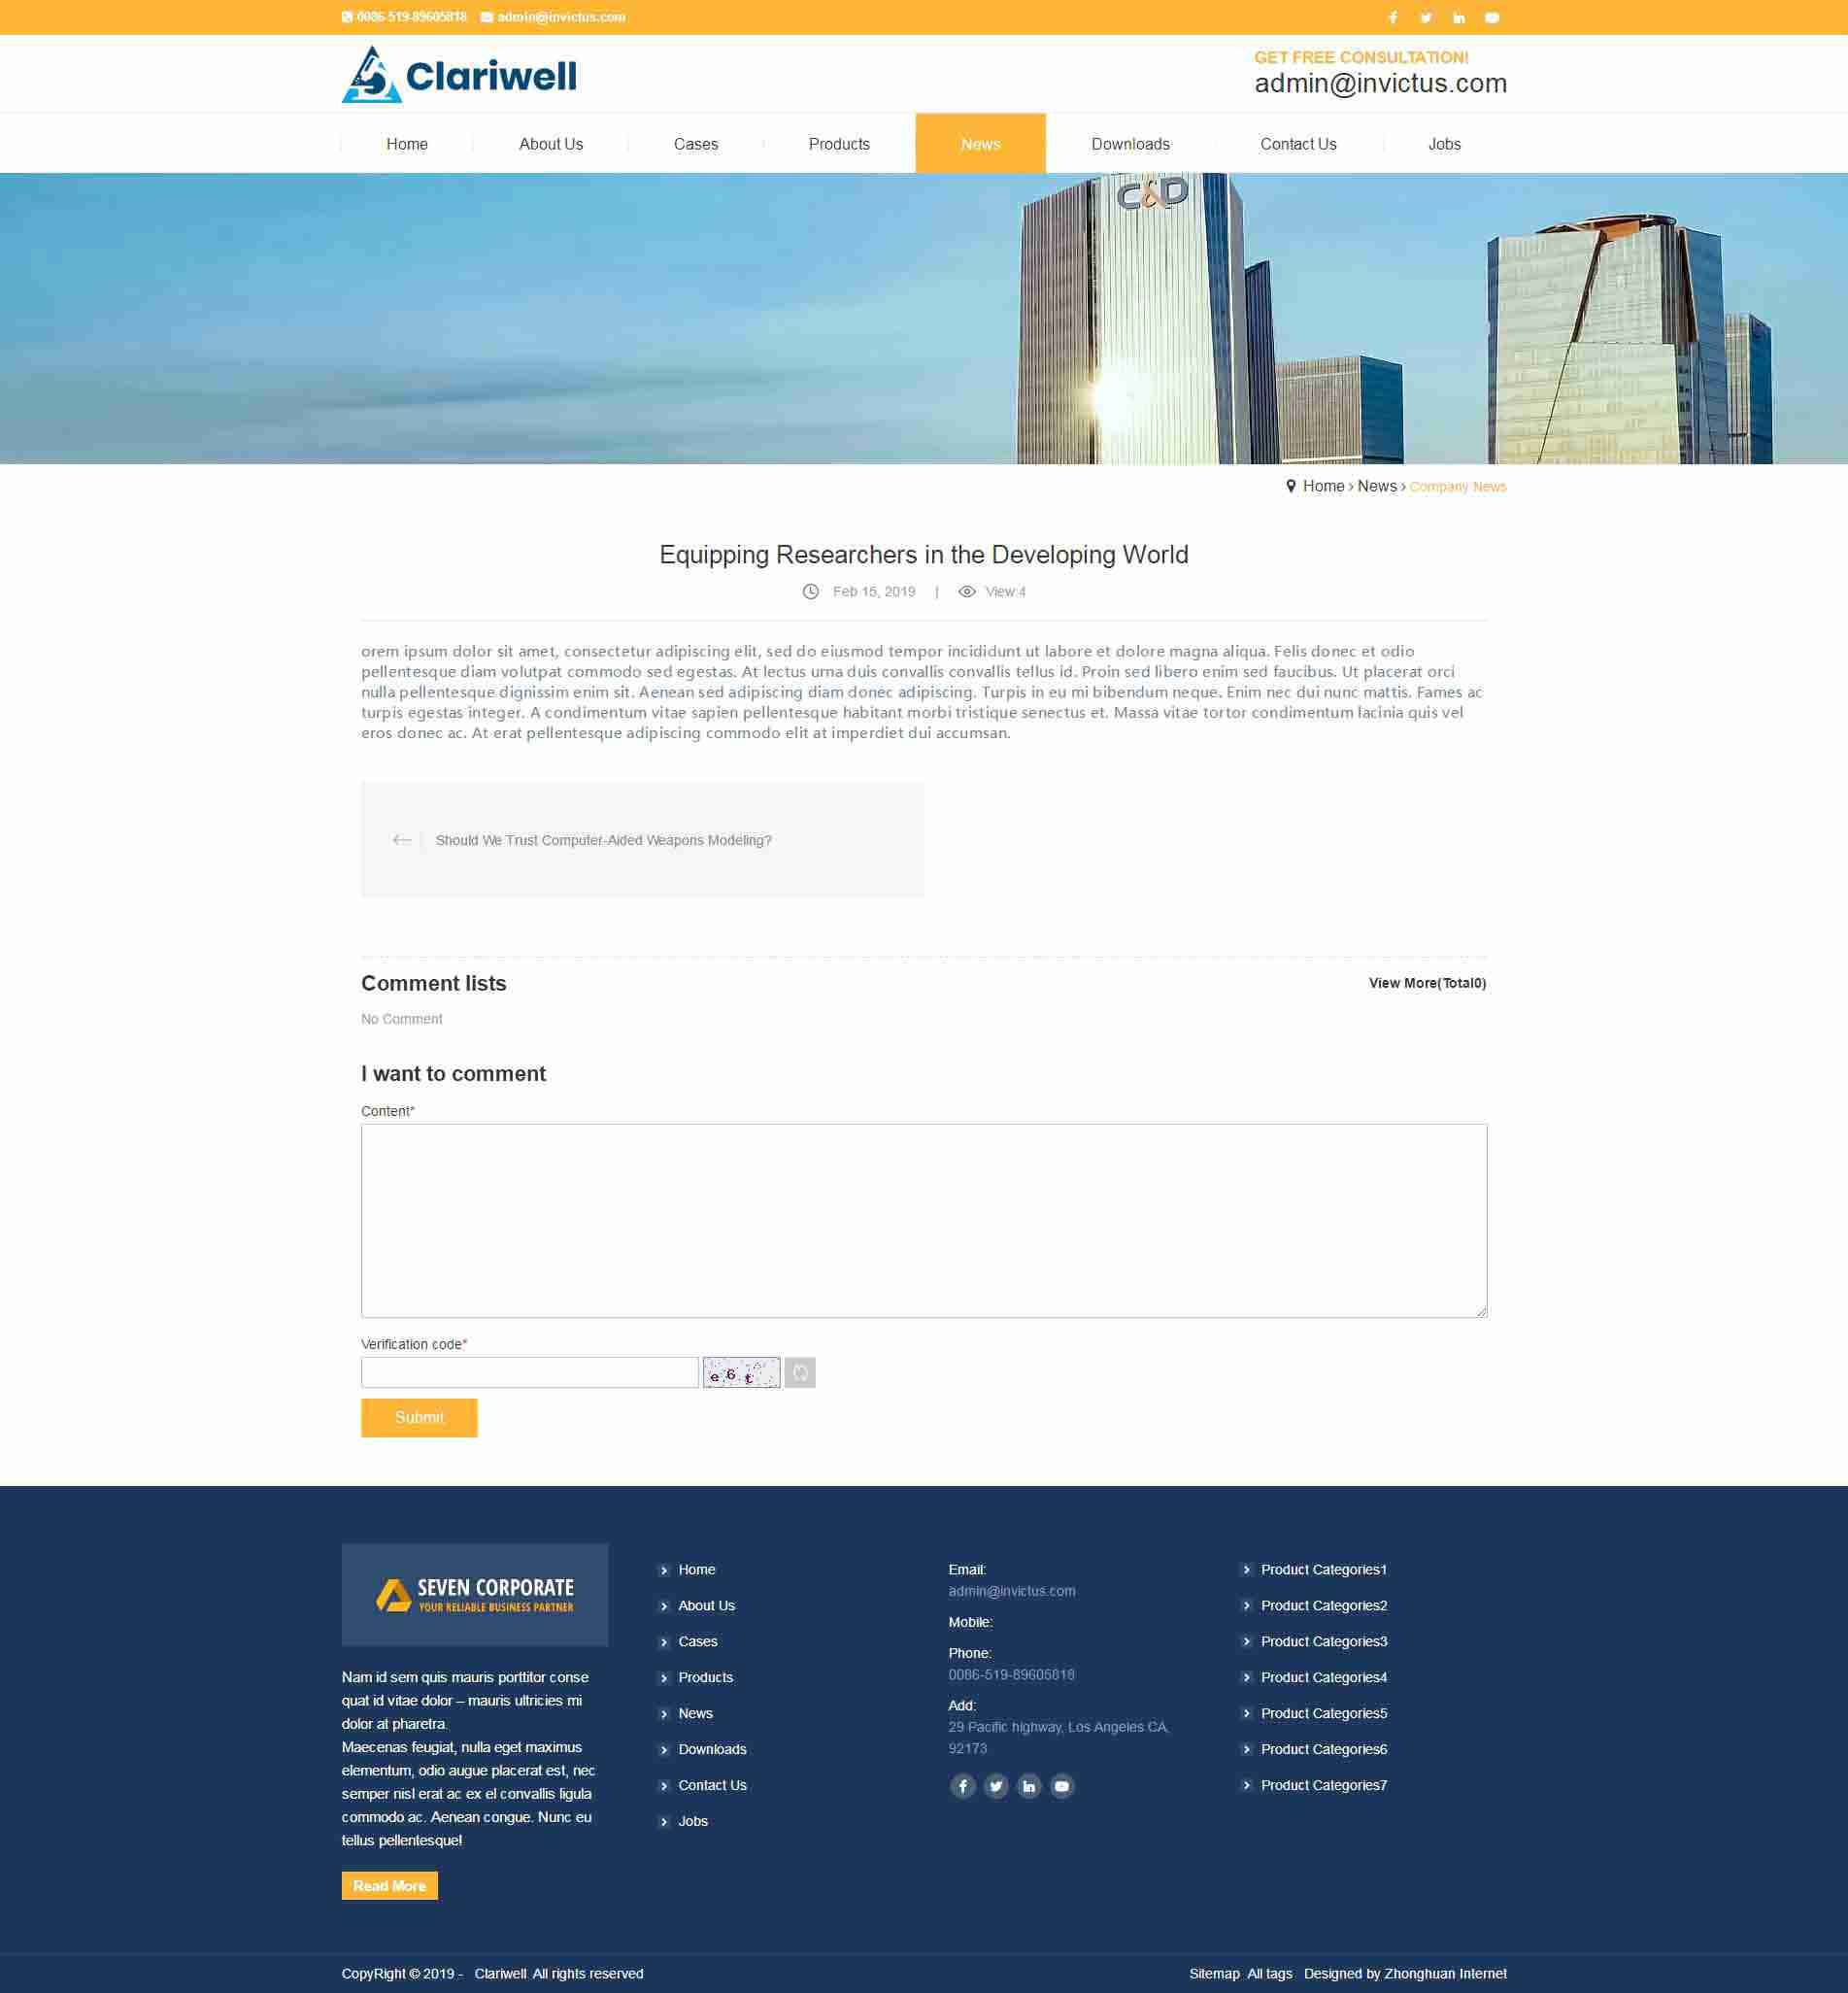 0086-519-89605818 admin@invictus.com
Clariwell
GET FREE CONSULTATION!
admin@invictus.com
Home About Us Cases Products News Downloads Contact Us Jobs
C&D
Home › News › Company News
Equipping Researchers in the Developing World
Feb 15, 2019 | View:4
orem ipsum dolor sit amet, consectetur adipiscing elit, sed do eiusmod tempor incididunt ut labore et dolore magna aliqua. Felis donec et odio
pellentesque diam volutpat commodo sed egestas. At lectus urna duis convallis convallis tellus id. Proin sed libero enim sed faucibus. Ut placerat orci
nulla pellentesque dignissim enim sit. Aenean sed adipiscing diam donec adipiscing. Turpis in eu mi bibendum neque. Enim nec dui nunc mattis. Fames ac
turpis egestas integer. A condimentum vitae sapien pellentesque habitant morbi tristique senectus et. Massa vitae tortor condimentum lacinia quis vel
eros donec ac. At erat pellentesque adipiscing commodo elit at imperdiet dui accumsan.
Should We Trust Computer-Aided Weapons Modeling?
Comment lists
View More(Total0)
No Comment
I want to comment
Content*
Verification code*
e6t
Submit
SEVEN CORPORATE
YOUR RELIABLE BUSINESS PARTNER
Nam id sem quis mauris porttitor conse
quat id vitae dolor – mauris ultricies mi
dolor at pharetra.
Maecenas feugiat, nulla eget maximus
elementum, odio augue placerat est, nec
semper nisl erat ac ex el convallis ligula
commodo ac. Aenean congue. Nunc eu
tellus pellentesque!
Read More
Home
About Us
Cases
Products
News
Downloads
Contact Us
Jobs
Email:
admin@invictus.com
Mobile:
Phone:
0086-519-89605818
Add:
29 Pacific highway, Los Angeles CA,
92173
Product Categories1
Product Categories2
Product Categories3
Product Categories4
Product Categories5
Product Categories6
Product Categories7
CopyRight © 2019 - Clariwell All rights reserved
Sitemap All tags Designed by Zhonghuan Internet